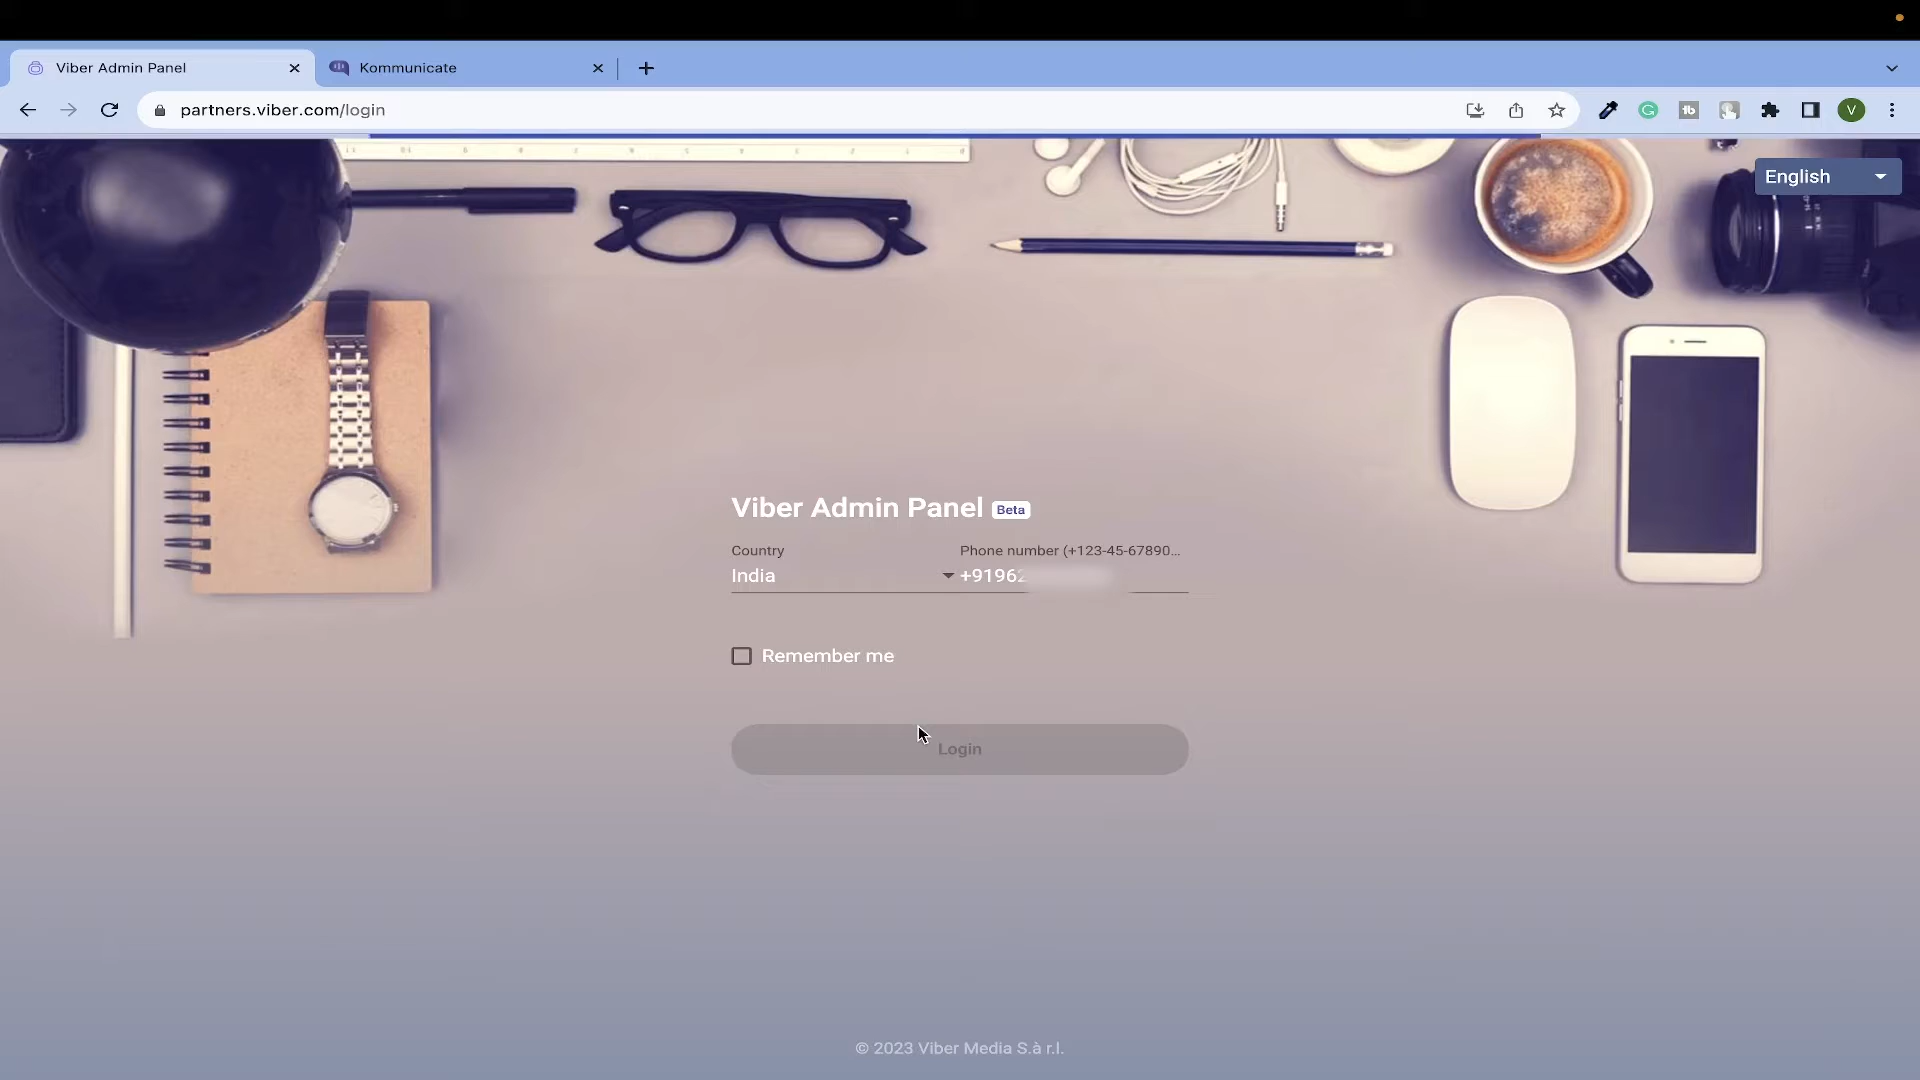 Viber Admin Panel
Kommunicate
partners.viber.com/login
V
English
Viber Admin Panel Beta
Country
Phone number (+123-45-67890...
India
+9196
Remember me
Login
© 2023 Viber Media S.à r.l.